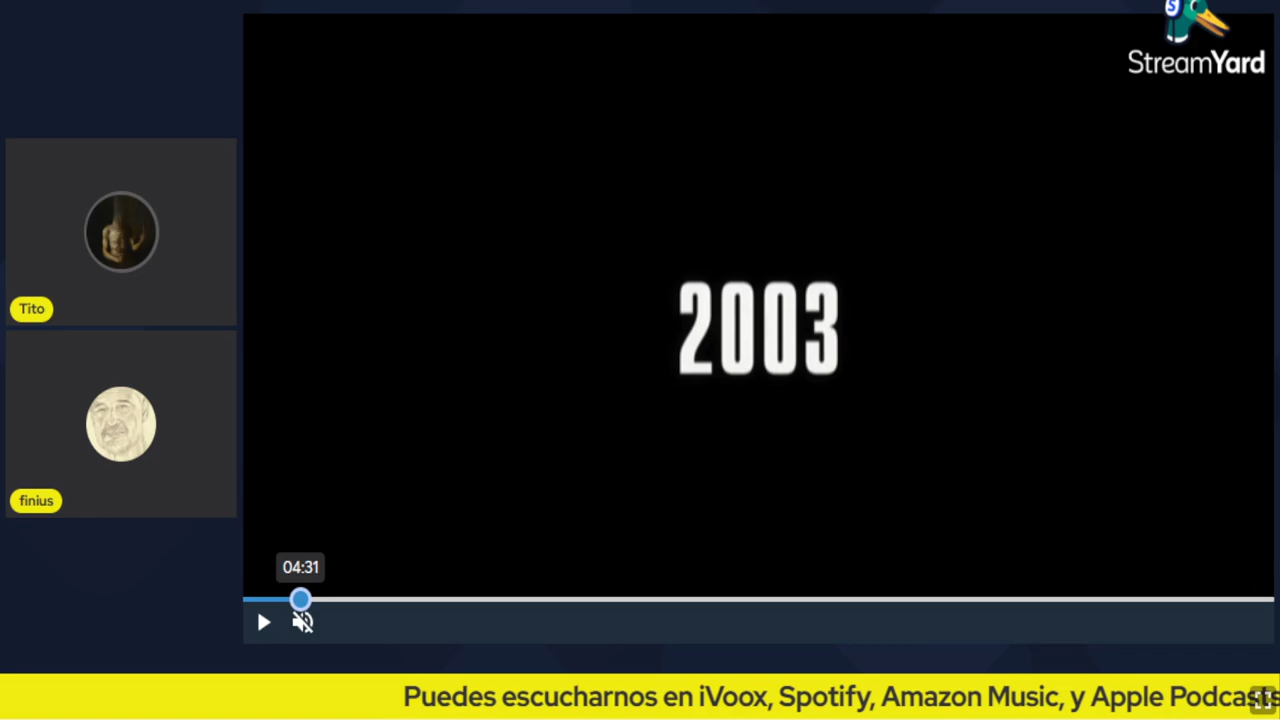 StreamYard
Tito
2003
finius
04:31
Puedes escucharnos en iVoox, Spotify, Amazon Music, y Apple Podcasts